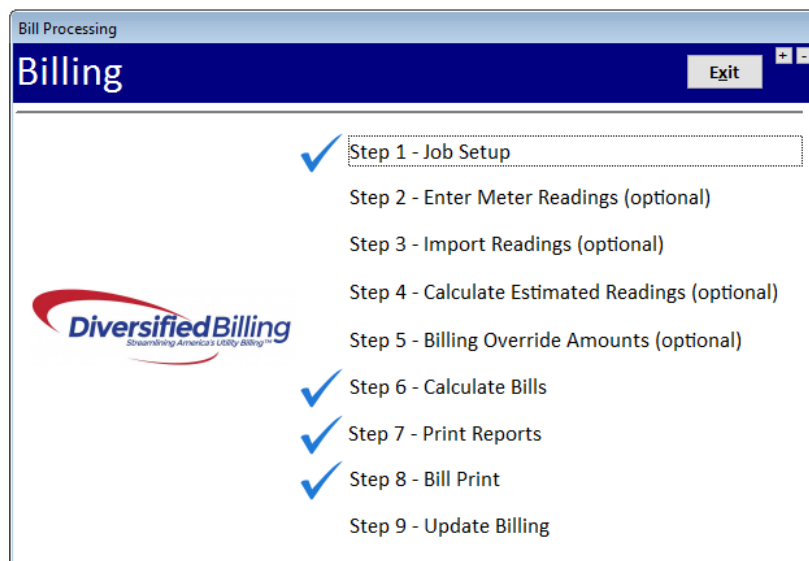 Bill Processing
Billing
Exit
+ -
Step 1 - Job Setup
Step 2 - Enter Meter Readings (optional)
Step 3 - Import Readings (optional)
Step 4 - Calculate Estimated Readings (optional)
Diversified Billing
Streamlining America's Utility Billing™
Step 5 - Billing Override Amounts (optional)
Step 6 - Calculate Bills
Step 7 - Print Reports
Step 8 - Bill Print
Step 9 - Update Billing